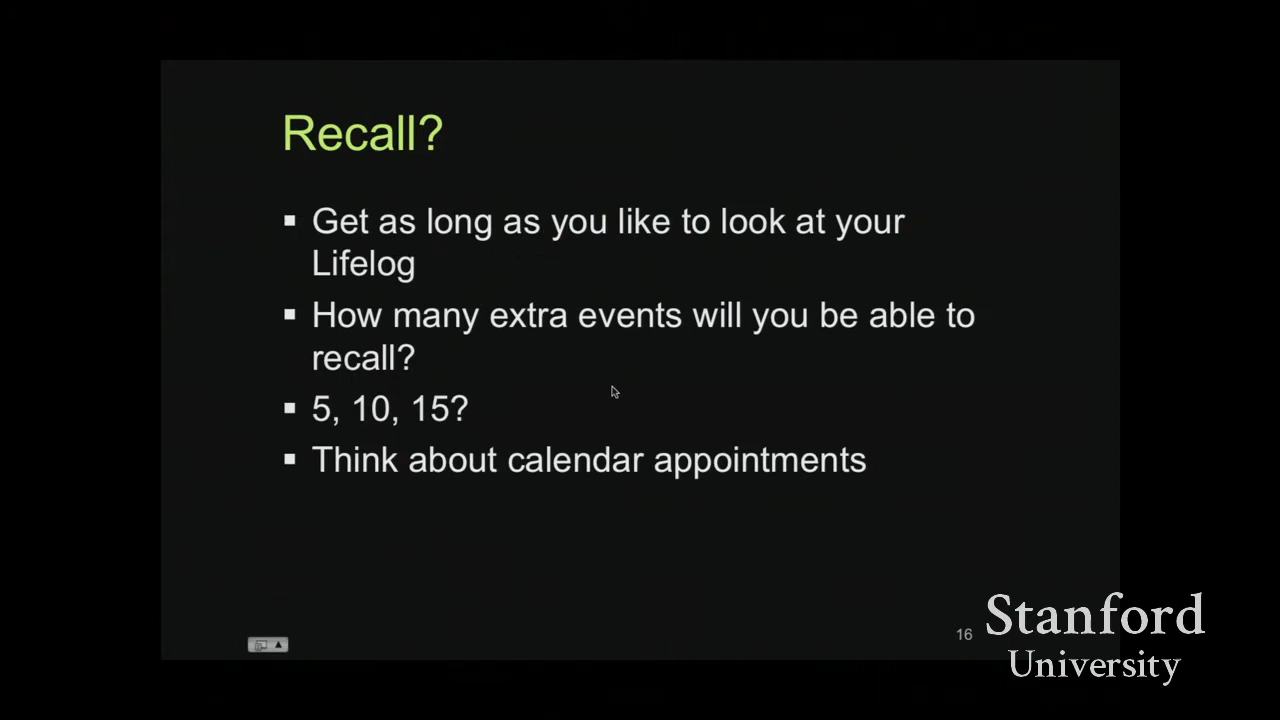 Recall?
▪ Get as long as you like to look at your
Lifelog
▪ How many extra events will you be able to
recall?
▪ 5, 10, 15?
▪ Think about calendar appointments
16
Stanford
University